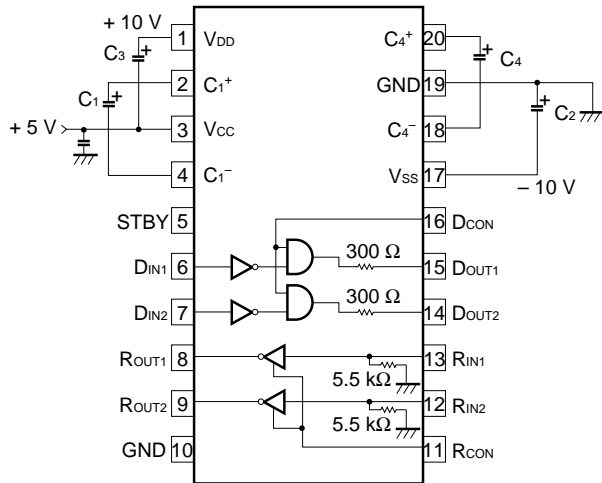 + 10 V
1 VDD C4+ 20
C3
C4
2 C1+ GND 19
C1
C2
+ 5 V
3 VCC C4− 18
4 C1− VSS 17
− 10 V
STBY 5 16 DCON
300 Ω
DIN1 6 15 DOUT1
300 Ω
DIN2 7 14 DOUT2
ROUT1 8 13 RIN1
5.5 kΩ
ROUT2 9 12 RIN2
5.5 kΩ
GND 10 11 RCON